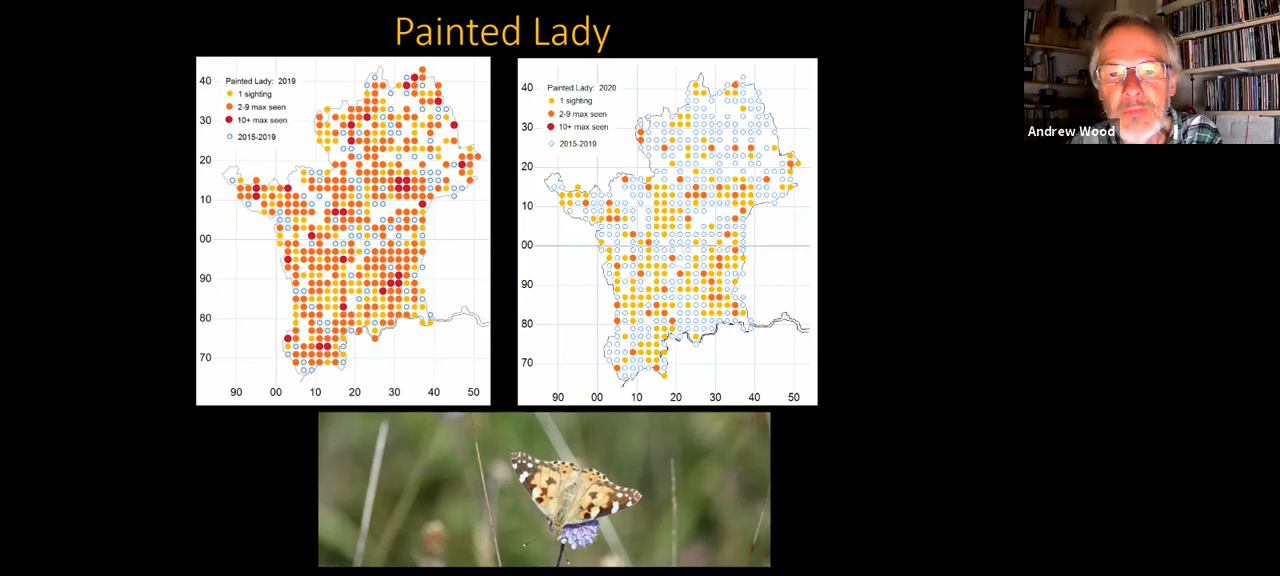 Painted Lady
Painted Lady: 2019
1 sighting
2-9 max seen
10+ max seen
2015-2019
40
30
20
10
00
90
80
70
90 00 10 20 30 40 50
Painted Lady: 2020
1 sighting
2-9 max seen
10+ max seen
2015-2019
40
30
20
10
00
90
80
70
90 00 10 20 30 40 50
Andrew Wood